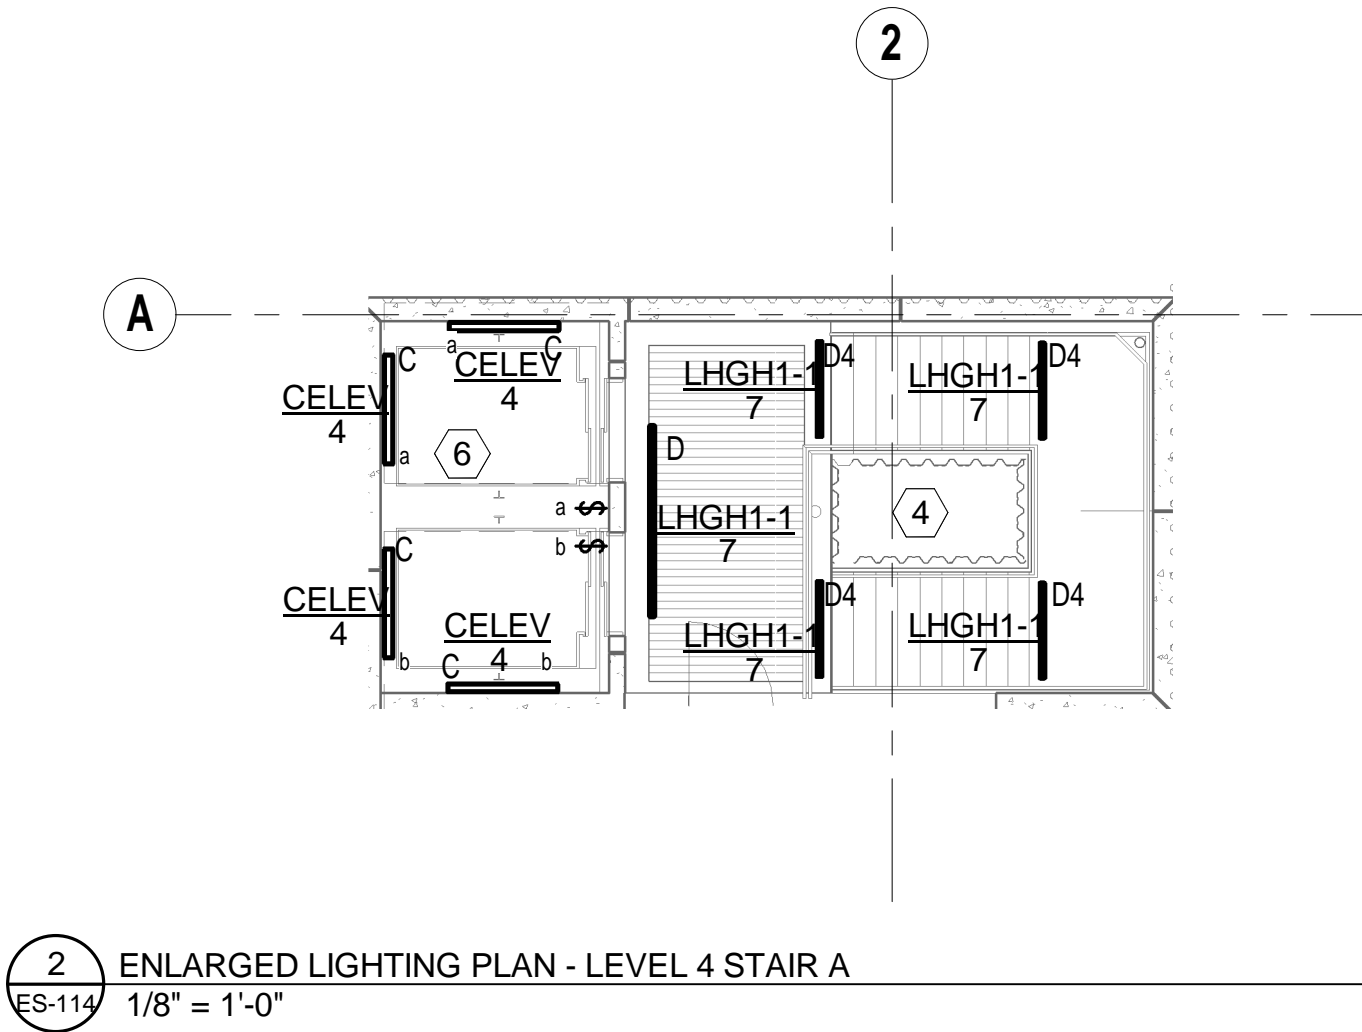 2
A
a
C
C
CELEV
4
CELEV
4
a
6
D4
LHGH1-1
7
D4
LHGH1-1
7
D
LHGH1-1
7
4
a $
b $
C
CELEV
4
b
CELEV
4
C
b
D4
LHGH1-1
7
D4
LHGH1-1
7
2
ES-114
ENLARGED LIGHTING PLAN - LEVEL 4 STAIR A
1/8" = 1'-0"